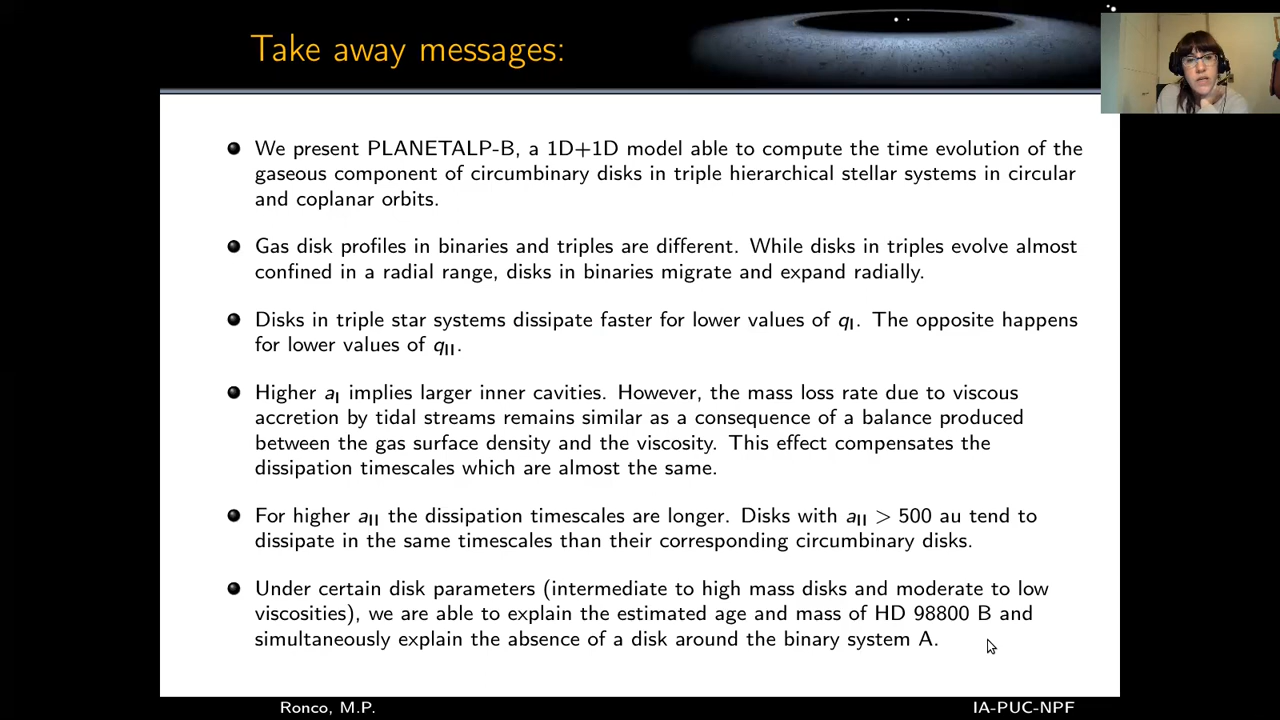 Take away messages:
We present PLANETALP-B, a 1D+1D model able to compute the time evolution of the
gaseous component of circumbinary disks in triple hierarchical stellar systems in circular
and coplanar orbits.
Gas disk profiles in binaries and triples are different. While disks in triples evolve almost
confined in a radial range, disks in binaries migrate and expand radially.
Disks in triple star systems dissipate faster for lower values of qI. The opposite happens
for lower values of qII.
Higher aI implies larger inner cavities. However, the mass loss rate due to viscous
accretion by tidal streams remains similar as a consequence of a balance produced
between the gas surface density and the viscosity. This effect compensates the
dissipation timescales which are almost the same.
For higher aII the dissipation timescales are longer. Disks with aII > 500 au tend to
dissipate in the same timescales than their corresponding circumbinary disks.
Under certain disk parameters (intermediate to high mass disks and moderate to low
viscosities), we are able to explain the estimated age and mass of HD 98800 B and
simultaneously explain the absence of a disk around the binary system A.
Ronco, M.P. IA-PUC-NPF